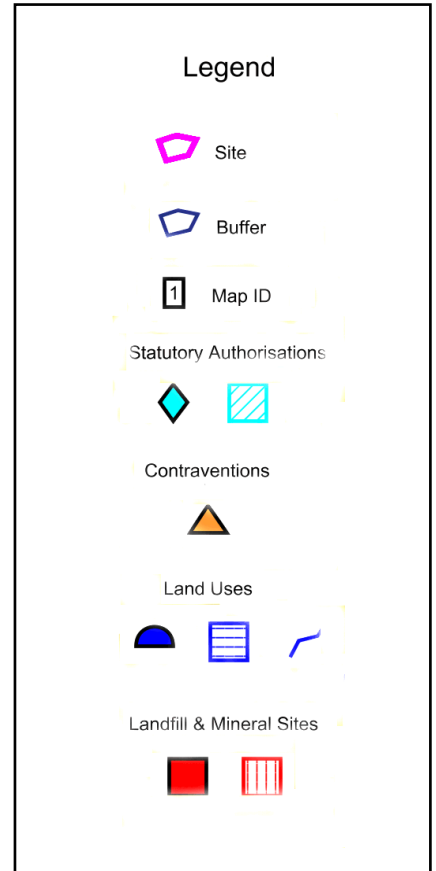 Legend
Site
Buffer
1 Map ID
Statutory Authorisations
Contraventions
Land Uses
Landfill & Mineral Sites